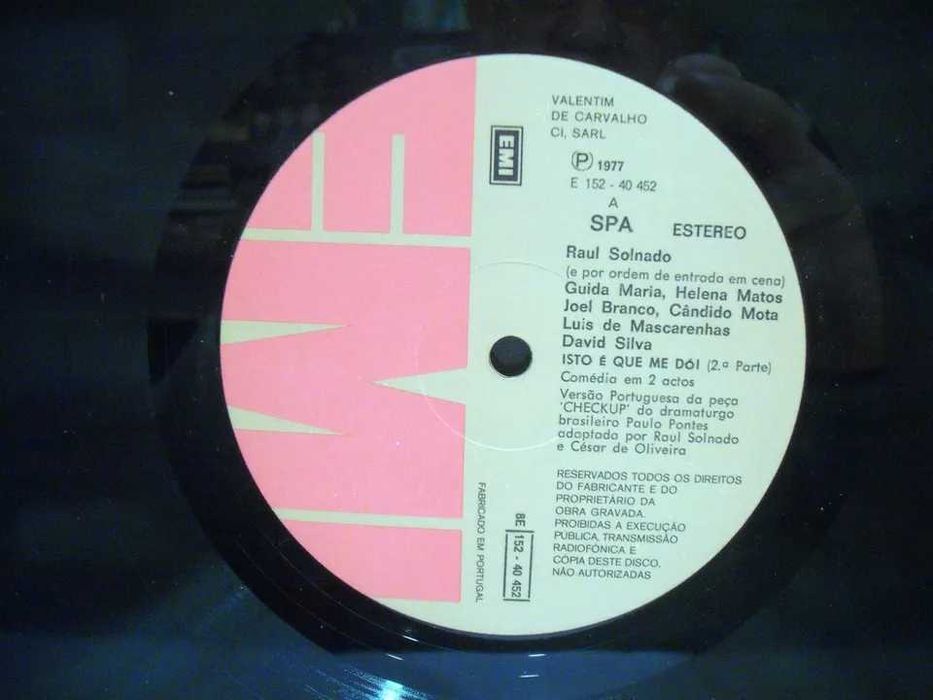 VALENTIM
DE CARVALHO
CI, SARL
EMI
Ⓟ 1977
E 152 - 40 452
A
SPA ESTEREO
Raul Solnado
(e por ordem de entrada em cena)
Guida Maria, Helena Matos
Joel Branco, Cândido Mota
Luis de Mascarenhas
David Silva
ISTO É QUE ME DÓI (2.ª Parte)
Comédia em 2 actos
Versão Portuguesa da peça
'CHECKUP' do dramaturgo
brasileiro Paulo Pontes
adaptada por Raul Solnado
e César de Oliveira
RESERVADOS TODOS OS DIREITOS
DO FABRICANTE E DO
PROPRIETÁRIO DA
OBRA GRAVADA.
PROIBIDAS A EXECUÇÃO
PUBLICA, TRANSMISSÃO
RADIOFÓNICA E
CÓPIA DESTE DISCO,
NÃO AUTORIZADAS
8E 152 - 40 452
FABRICADO EM PORTUGAL
EMI